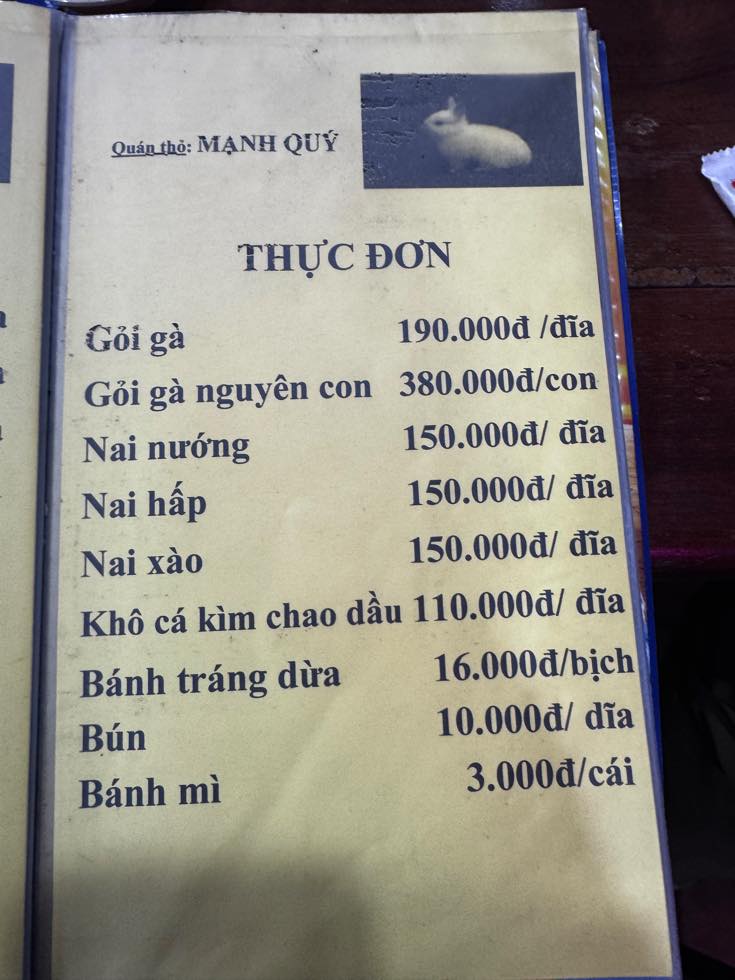 Quán thỏ: MẠNH QUÝ
THỰC ĐƠN
Gỏi gà 190.000đ /đĩa
Gỏi gà nguyên con 380.000đ/con
Nai nướng 150.000đ/ đĩa
Nai hấp 150.000đ/ đĩa
Nai xào 150.000đ/ đĩa
Khô cá kìm chao dầu 110.000đ/ đĩa
Bánh tráng dừa 16.000đ/bịch
Bún 10.000đ/ dĩa
Bánh mì 3.000đ/cái